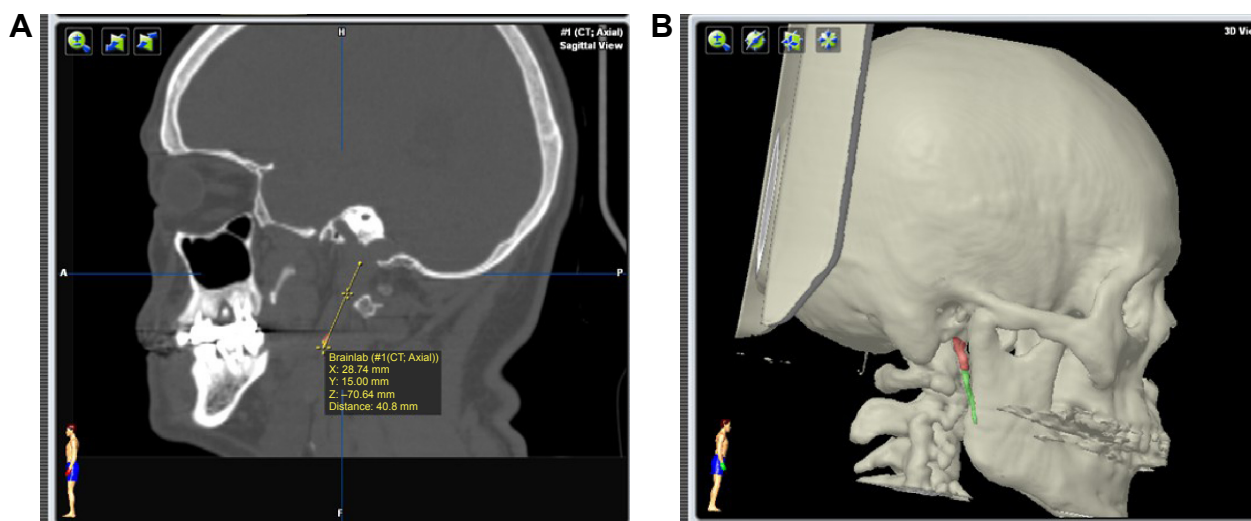 A
H
#1 (CT; Axial)
Sagittal View
A
P
Brainlab (#1(CT; Axial))
X: 28.74 mm
Y: 15.00 mm
Z: –70.64 mm
Distance: 40.8 mm
F
B
3D Vie